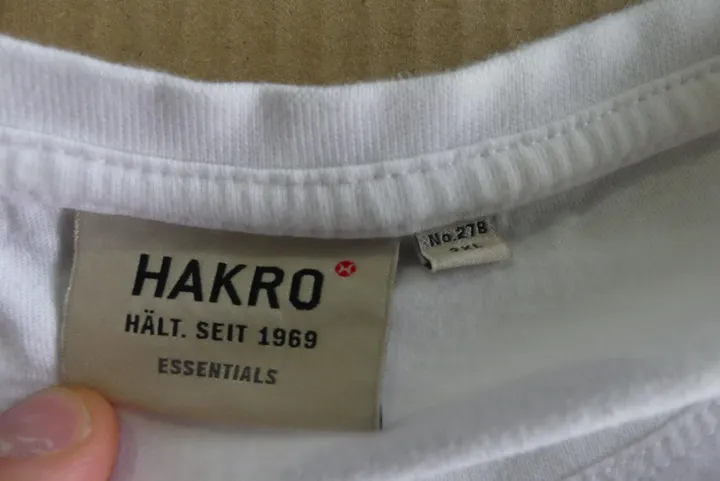 HAKRO
HÄLT. SEIT 1969
ESSENTIALS
No.278